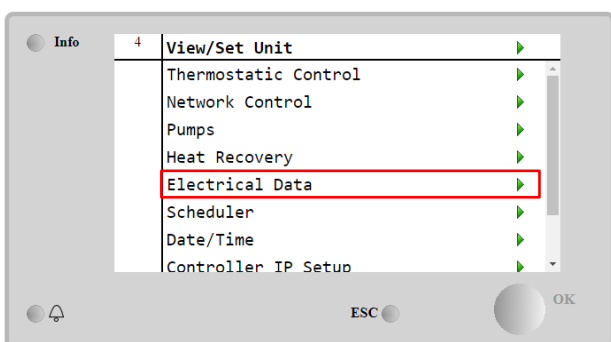 Info
4 View/Set Unit
Thermostatic Control
Network Control
Pumps
Heat Recovery
Electrical Data
Scheduler
Date/Time
Controller IP Setup
ESC
OK